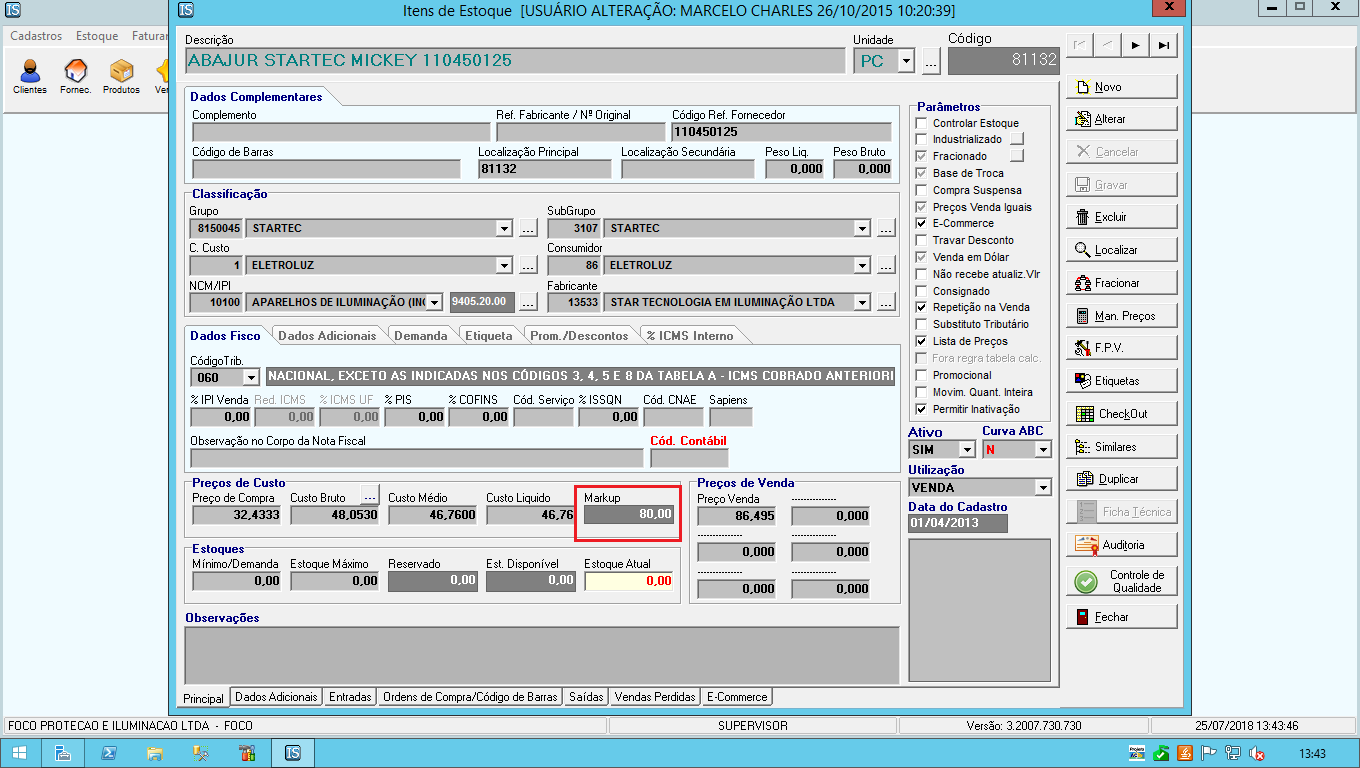 Itens de Estoque [USUÁRIO ALTERAÇÃO: MARCELO CHARLES 26/10/2015 10:20:39]
Cadastros Estoque Faturar
Clientes Fornec. Produtos
Descrição Unidade Código
ABAJUR STARTEC MICKEY 110450125 PC ... 81132
Dados Complementares
Complemento Ref. Fabricante / Nº Original Código Ref. Fornecedor
110450125
Código de Barras Localização Principal Localização Secundária Peso Liq. Peso Bruto
81132 0,000 0,000
Classificação
Grupo SubGrupo
8150045 STARTEC ... 3107 STARTEC ...
C. Custo Consumidor
1 ELETROLUZ ... 86 ELETROLUZ ...
NCM/IPI Fabricante
10100 APARELHOS DE ILUMINAÇÃO (IN 9405.20.00 ... 13533 STAR TECNOLOGIA EM ILUMINAÇÃO LTDA ...
Dados Fisco Dados Adicionais Demanda Etiqueta Prom./Descontos % ICMS Interno
CódigoTrib.
060 NACIONAL, EXCETO AS INDICADAS NOS CÓDIGOS 3, 4, 5 E 8 DA TABELA A - ICMS COBRADO ANTERIORI
% IPI Venda Red. ICMS % ICMS UF % PIS % COFINS Cód. Serviço % ISSQN Cód. CNAE Sapiens
0,00 0,00 0,00 0,00 0,00 0,00
Observação no Corpo da Nota Fiscal Cód. Contábil
Preços de Custo
Preço de Compra Custo Bruto ... Custo Médio Custo Liquido Markup
32,4333 48,0530 46,7600 46,76 80,00
Preços de Venda
Preço Venda ---------------
86,495 0,000
--------------- ---------------
0,000 0,000
--------------- ---------------
0,000 0,000
Estoques
Mínimo/Demanda Estoque Máximo Reservado Est. Disponível Estoque Atual
0,00 0,00 0,00 0,00 0,00
Observações
Parâmetros
Controlar Estoque
Industrializado
Fracionado
Base de Troca
Compra Suspensa
Preços Venda Iguais
E-Commerce
Travar Desconto
Venda em Dólar
Não recebe atualiz.Vlr
Consignado
Repetição na Venda
Substituto Tributário
Lista de Preços
Fora regra tabela calc.
Promocional
Movim. Quant. Inteira
Permitir Inativação
Ativo Curva ABC
SIM N
Utilização
VENDA
Data do Cadastro
01/04/2013
Novo
Alterar
Cancelar
Gravar
Excluir
Localizar
Fracionar
Man. Preços
F.P.V.
Etiquetas
CheckOut
Similares
Duplicar
Ficha Técnica
Auditoria
Controle de
Qualidade
Fechar
Principal Dados Adicionais Entradas Ordens de Compra/Código de Barras Saídas Vendas Perdidas E-Commerce
FOCO PROTECAO E ILUMINACAO LTDA - FOCO SUPERVISOR Versão: 3.2007.730.730 25/07/2018 13:43:46
13:43